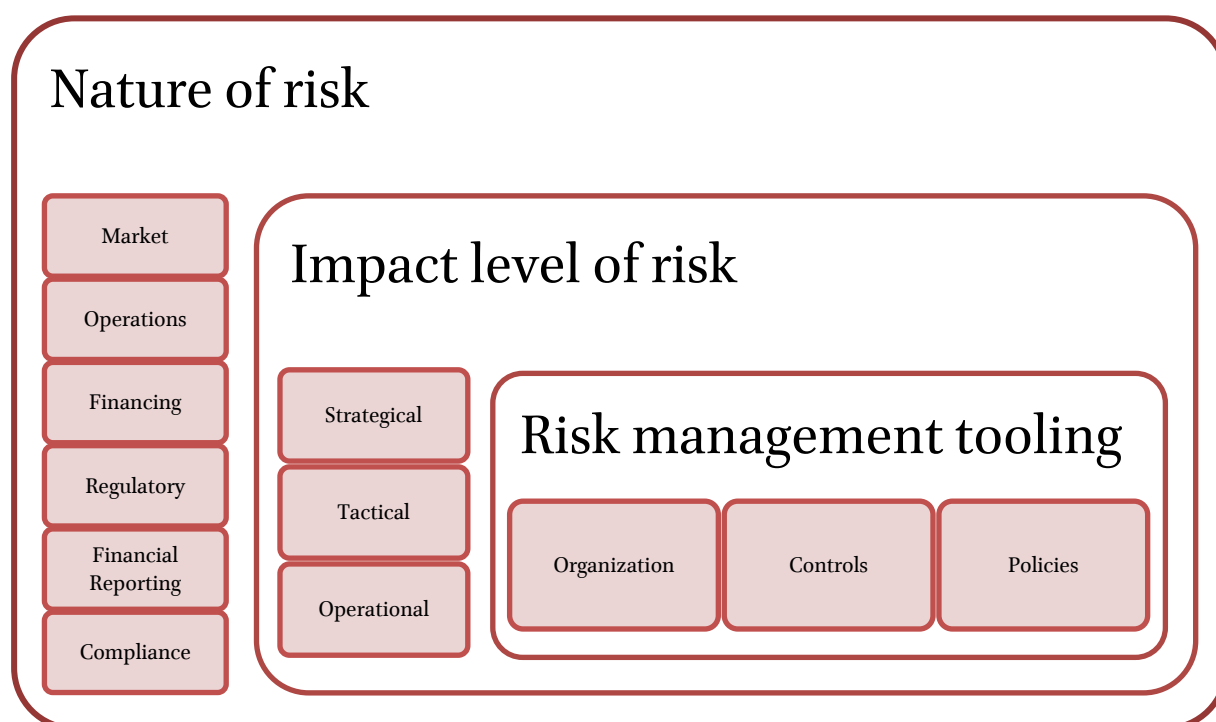 Nature of risk
Market
Operations
Financing
Regulatory
Financial
Reporting
Compliance
Impact level of risk
Strategical
Tactical
Operational
Risk management tooling
Organization
Controls
Policies